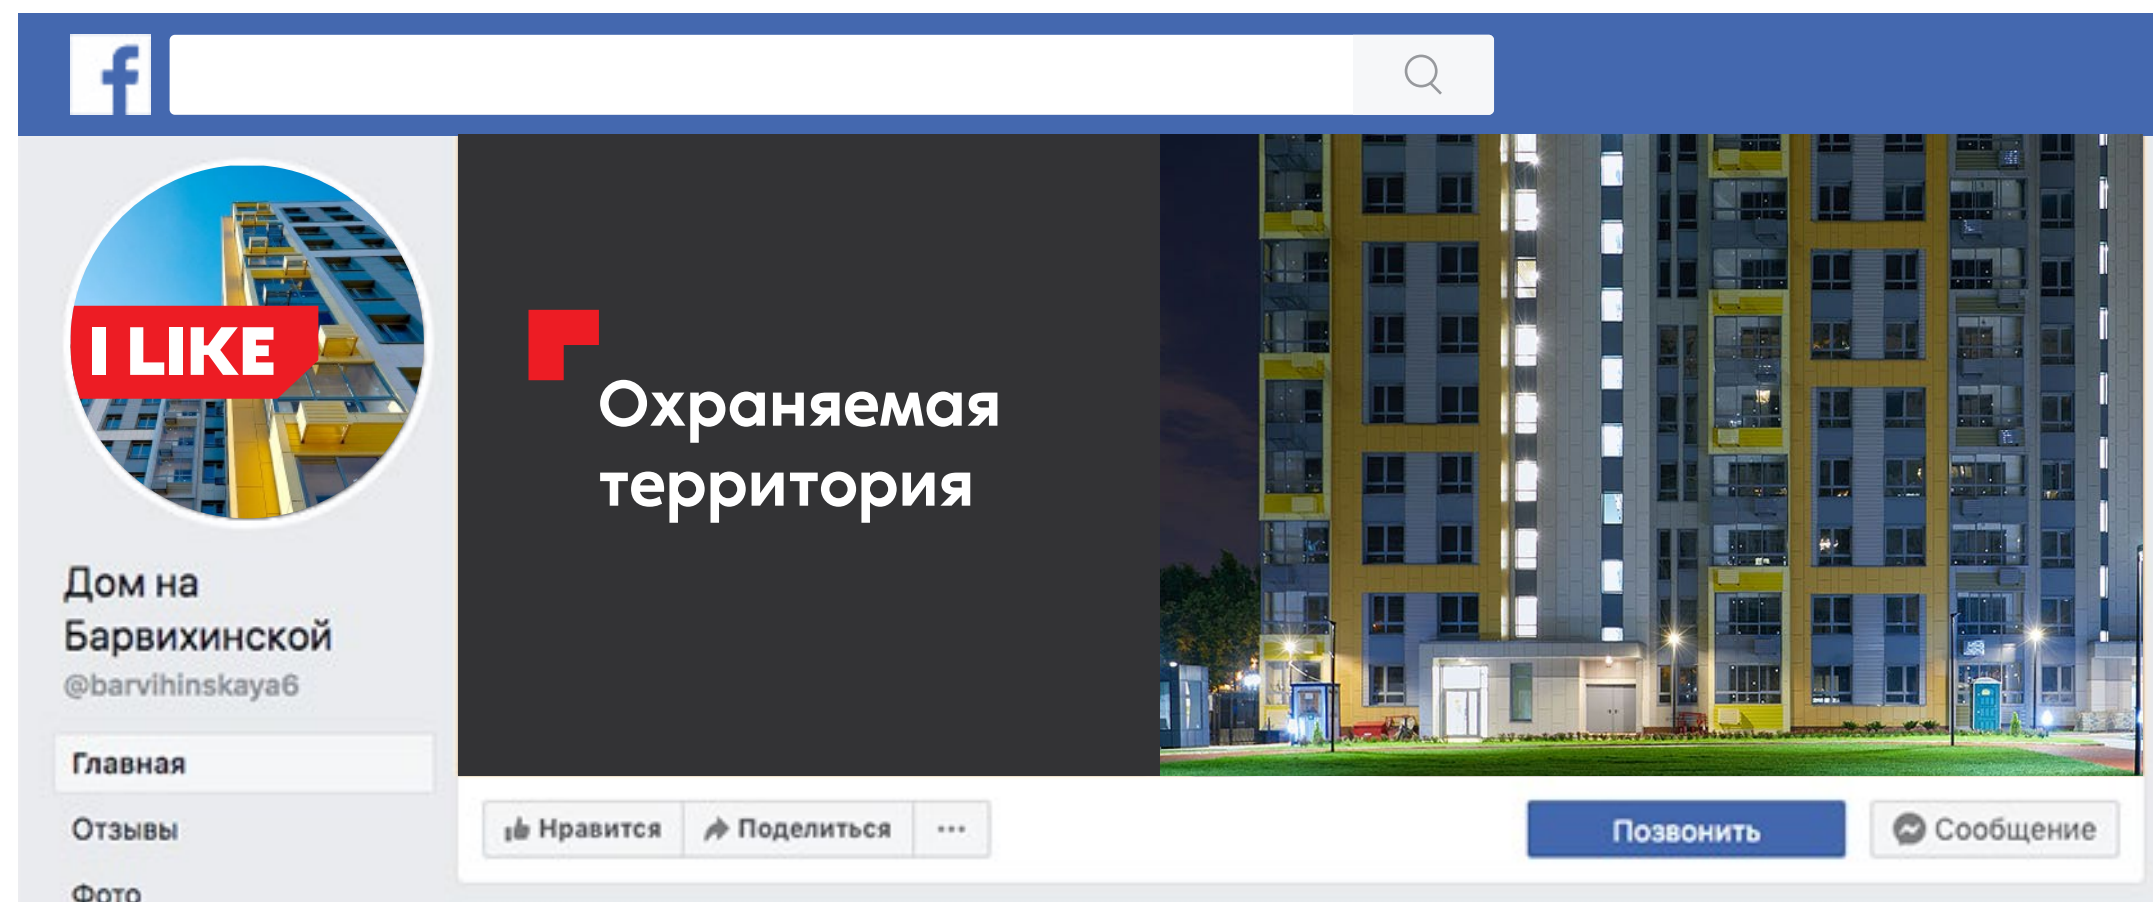 f
I LIKE
Охраняемая
территория
Дом на
Барвихинской
@barvihinskaya6
Главная
Отзывы
Фото
Нравится
Поделиться
...
Позвонить
Сообщение